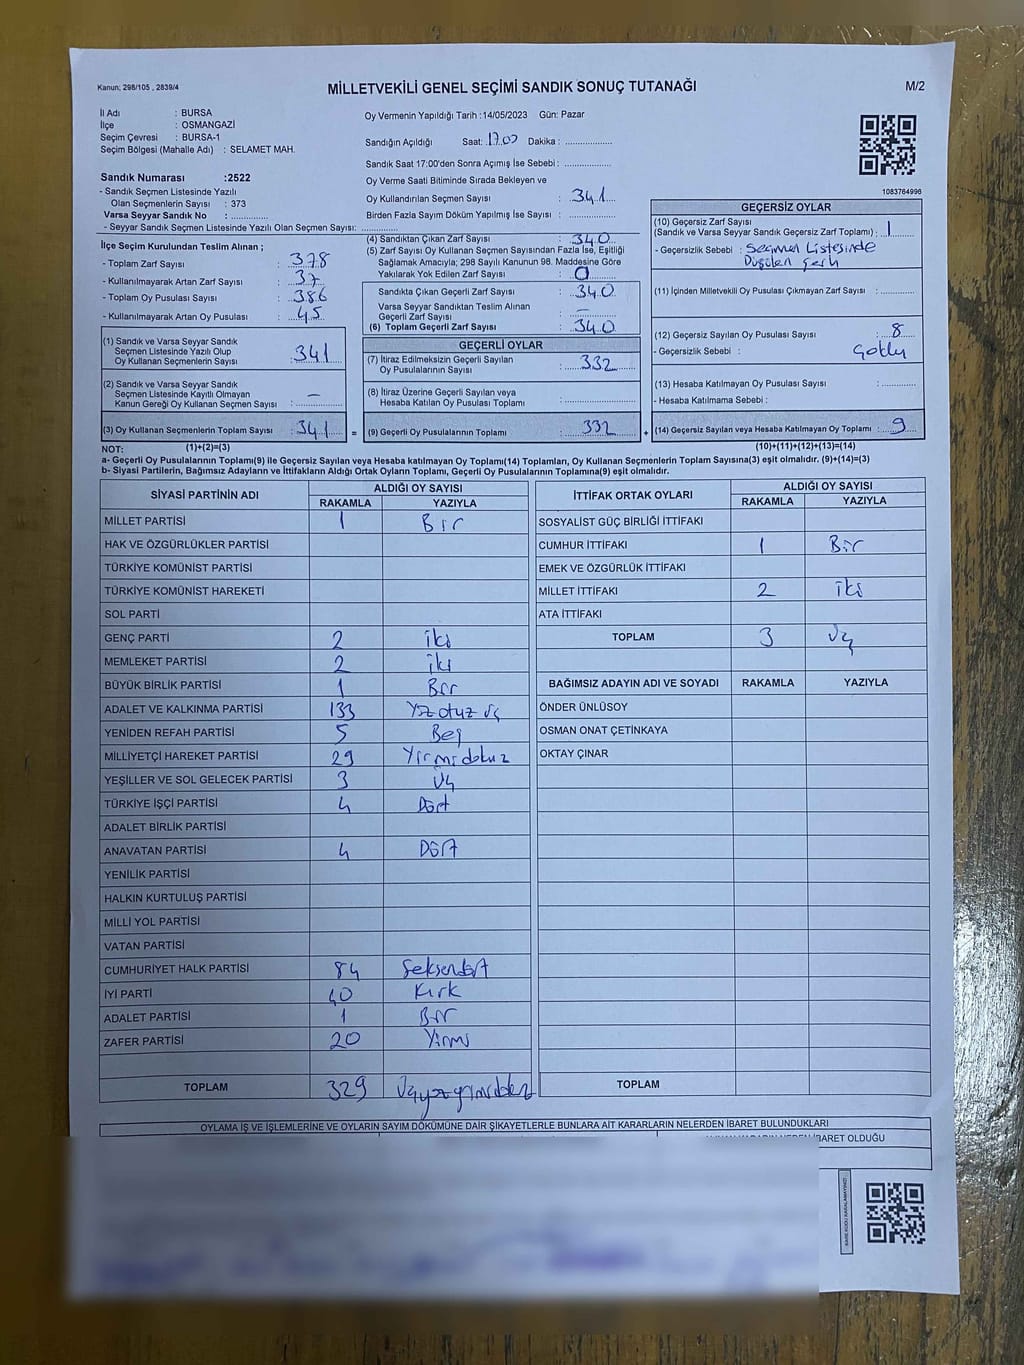 Kanun: 298/105 , 2839/4
MİLLETVEKİLİ GENEL SEÇİMİ SANDIK SONUÇ TUTANAĞI
M/2
İl Adı : BURSA
İlçe : OSMANGAZİ
Seçim Çevresi : BURSA-1
Seçim Bölgesi (Mahalle Adı) : SELAMET MAH.
Oy Vermenin Yapıldığı Tarih :14/05/2023 Gün: Pazar
Sandığın Açıldığı Saat: 17.00 Dakika : ..................
Sandık Saat 17:00'den Sonra Açımış İse Sebebi : ..................
Sandık Numarası :2522
- Sandık Seçmen Listesinde Yazılı
Olan Seçmenlerin Sayısı : 373
Varsa Seyyar Sandık No : ..............
- Seyyar Sandık Seçmen Listesinde Yazılı Olan Seçmen Sayısı: ..............
Oy Verme Saati Bitiminde Sırada Bekleyen ve
Oy Kullandırılan Seçmen Sayısı : 341
Birden Fazla Sayım Döküm Yapılmış İse Sayısı : ..................
1083764996
İlçe Seçim Kurulundan Teslim Alınan ;
- Toplam Zarf Sayısı : 378
- Kullanılmayarak Artan Zarf Sayısı : 37
- Toplam Oy Pusulası Sayısı : 386
- Kullanılmayarak Artan Oy Pusulası : 45
(4) Sandıktan Çıkan Zarf Sayısı : 340
(5) Zarf Sayısı Oy Kullanan Seçmen Sayısından Fazla İse, Eşitliği
Sağlamak Amacıyla; 298 Sayılı Kanunun 98. Maddesine Göre
Yakılarak Yok Edilen Zarf Sayısı : 0
Sandıkta Çıkan Geçerli Zarf Sayısı : 340
Varsa Seyyar Sandıktan Teslim Alınan
Geçerli Zarf Sayısı : –
(6) Toplam Geçerli Zarf Sayısı : 340
GEÇERSİZ OYLAR
(10) Geçersiz Zarf Sayısı
(Sandık ve Varsa Seyyar Sandık Geçersiz Zarf Toplamı) : 1
- Geçersizlik Sebebi : Seçmen Listesinde
Düşülen şerh
(11) İçinden Milletvekili Oy Pusulası Çıkmayan Zarf Sayısı : ............
(12) Geçersiz Sayılan Oy Pusulası Sayısı : 8
- Geçersizlik Sebebi :
(13) Hesaba Katılmayan Oy Pusulası Sayısı : ............
- Hesaba Katılmama Sebebi :
(14) Geçersiz Sayılan veya Hesaba Katılmayan Oy Toplamı : 9
(1) Sandık ve Varsa Seyyar Sandık
Seçmen Listesinde Yazılı Olup
Oy Kullanan Seçmenlerin Sayısı : 341
(2) Sandık ve Varsa Seyyar Sandık
Seçmen Listesinde Kayıtlı Olmayan
Kanun Gereği Oy Kullanan Seçmen Sayısı : –
(3) Oy Kullanan Seçmenlerin Toplam Sayısı : 341
=
GEÇERLİ OYLAR
(7) İtiraz Edilmeksizin Geçerli Sayılan
Oy Pusulalarının Sayısı : 332
(8) İtiraz Üzerine Geçerli Sayılan veya
Hesaba Katılan Oy Pusulası Toplamı : ..................
(9) Geçerli Oy Pusulalarının Toplamı : 332
+
NOT: (1)+(2)=(3) (10)+(11)+(12)+(13)=(14)
a- Geçerli Oy Pusulalarının Toplamı(9) ile Geçersiz Sayılan veya Hesaba Katılmayan Oy Toplamı(14) Toplamları, Oy Kullanan Seçmenlerin Toplam Sayısına(3) eşit olmalıdır. (9)+(14)=(3)
b- Siyasi Partilerin, Bağımsız Adayların ve İttifakların Aldığı Ortak Oyların Toplamı, Geçerli Oy Pusulalarının Toplamına(9) eşit olmalıdır.
SİYASİ PARTİNİN ADI ALDIĞI OY SAYISI
RAKAMLA YAZIYLA
MİLLET PARTİSİ 1 Bir
HAK VE ÖZGÜRLÜKLER PARTİSİ
TÜRKİYE KOMÜNİST PARTİSİ
TÜRKİYE KOMÜNİST HAREKETİ
SOL PARTİ
GENÇ PARTİ 2 iki
MEMLEKET PARTİSİ 2 iki
BÜYÜK BİRLİK PARTİSİ 1 Bir
ADALET VE KALKINMA PARTİSİ 133 Yüz otuz üç
YENİDEN REFAH PARTİSİ 5 Beş
MİLLİYETÇİ HAREKET PARTİSİ 29 Yirmi dokuz
YEŞİLLER VE SOL GELECEK PARTİSİ 3 Üç
TÜRKİYE İŞÇİ PARTİSİ 4 Dört
ADALET BİRLİK PARTİSİ
ANAVATAN PARTİSİ 4 Dört
YENİLİK PARTİSİ
HALKIN KURTULUŞ PARTİSİ
MİLLİ YOL PARTİSİ
VATAN PARTİSİ
CUMHURİYET HALK PARTİSİ 84 Seksendört
İYİ PARTİ 40 Kırk
ADALET PARTİSİ 1 Bir
ZAFER PARTİSİ 20 Yirmi
TOPLAM 329 Üçyüzyirmidokuz
İTTİFAK ORTAK OYLARI ALDIĞI OY SAYISI
RAKAMLA YAZIYLA
SOSYALİST GÜÇ BİRLİĞİ İTTİFAKI
CUMHUR İTTİFAKI 1 Bir
EMEK VE ÖZGÜRLÜK İTTİFAKI
MİLLET İTTİFAKI 2 iki
ATA İTTİFAKI
TOPLAM 3 Üç
BAĞIMSIZ ADAYIN ADI VE SOYADI RAKAMLA YAZIYLA
ÖNDER ÜNLÜSOY
OSMAN ONAT ÇETİNKAYA
OKTAY ÇINAR
TOPLAM
OYLAMA İŞ VE İŞLEMLERİNE VE OYLARIN SAYIM DÖKÜMÜNE DAİR ŞİKAYETLERLE BUNLARA AİT KARARLARIN NELERDEN İBARET BULUNDUKLARI
İBARET OLDUĞU
KAREKODU KARALAMAYINIZ!